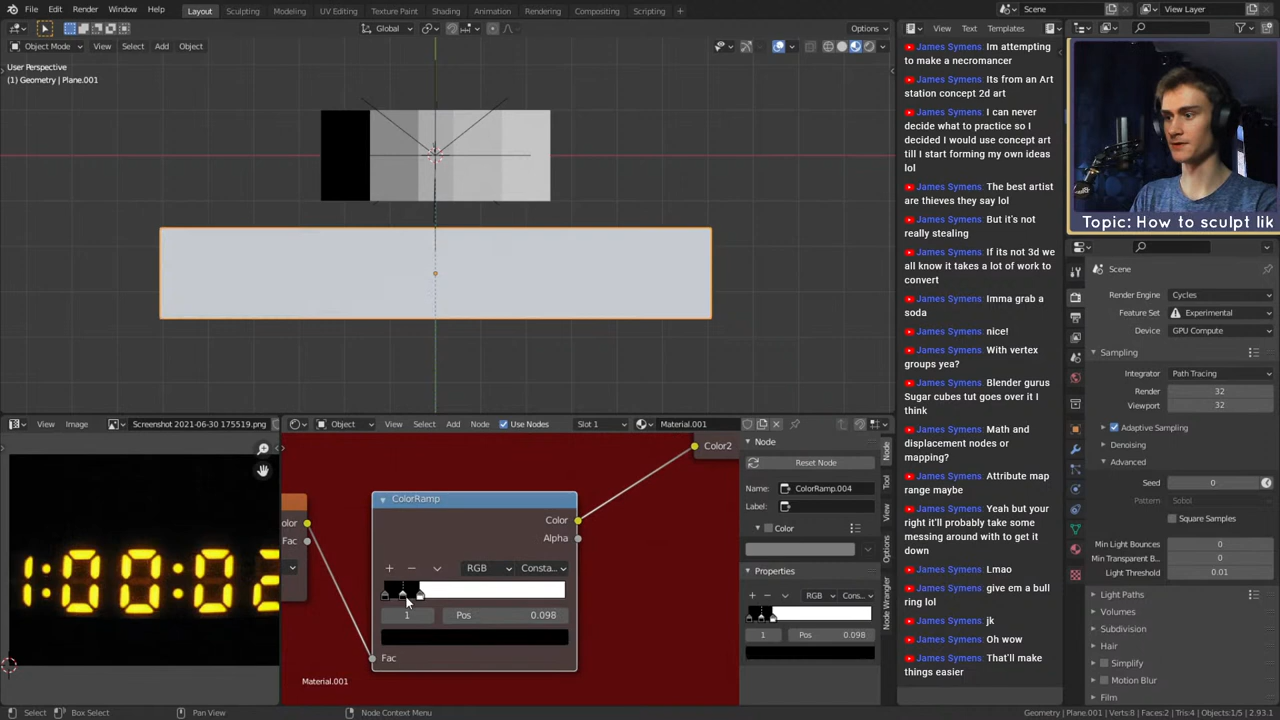 File Edit Render Window Help Layout Sculpting Modeling UV Editing Texture Paint Shading Animation Rendering Compositing Scripting + Scene View Layer
Global Options
Object Mode View Select Add Object
User Perspective
(1) Geometry | Plane.001
View Text Templates
James Symens: Im attempting
to make a necromancer
James Symens: Its from an Art
station concept 2d art
James Symens: I can never
decide what to practice so I
decided I would use concept art
till I start forming my own ideas
lol
James Symens: The best artist
are thieves they say lol
James Symens: But it's not
really stealing
James Symens: If its not 3d we
all know it takes a lot of work to
convert
James Symens: Imma grab a
soda
James Symens: nice!
James Symens: With vertex
groups yea?
James Symens: Blender gurus
Sugar cubes tut goes over it I
think
James Symens: Math and
displacement nodes or
mapping?
James Symens: Attribute map
range maybe
James Symens: Yeah but your
right it'll probably take some
messing around with to get it
down
James Symens: Lmao
James Symens: give em a bull
ring lol
James Symens: jk
James Symens: Oh wow
James Symens: That'll make
things easier
Topic: How to sculpt lik
Scene
Render Engine Cycles
Feature Set Experimental
Device GPU Compute
Sampling
Integrator Path Tracing
Render 32
Viewport 32
Adaptive Sampling
Denoising
Advanced
Seed 0
Pattern Sobol
Square Samples
Min Light Bounces 0
Min Transparent B... 0
Light Threshold 0.01
Light Paths
Volumes
Subdivision
Hair
Simplify
Motion Blur
Film
View Image Screenshot 2021-06-30 175519.png
:00:02
Object View Select Add Node Use Nodes Slot 1 Material.001
Color2
olor
Fac
ColorRamp
Color
Alpha
+ − RGB Consta...
1 Pos 0.098
Fac
Material.001
Node
Reset Node
Name: ColorRamp.004
Label:
Color
Properties
+ − RGB Cons...
1 Pos 0.098
Node
Tool
View
Options
Node Wrangler
Select Box Select Pan View Node Context Menu
Geometry | Plane.001 | Verts:8 | Faces:2 | Tris:4 | Objects:1/5 | 2.93.1